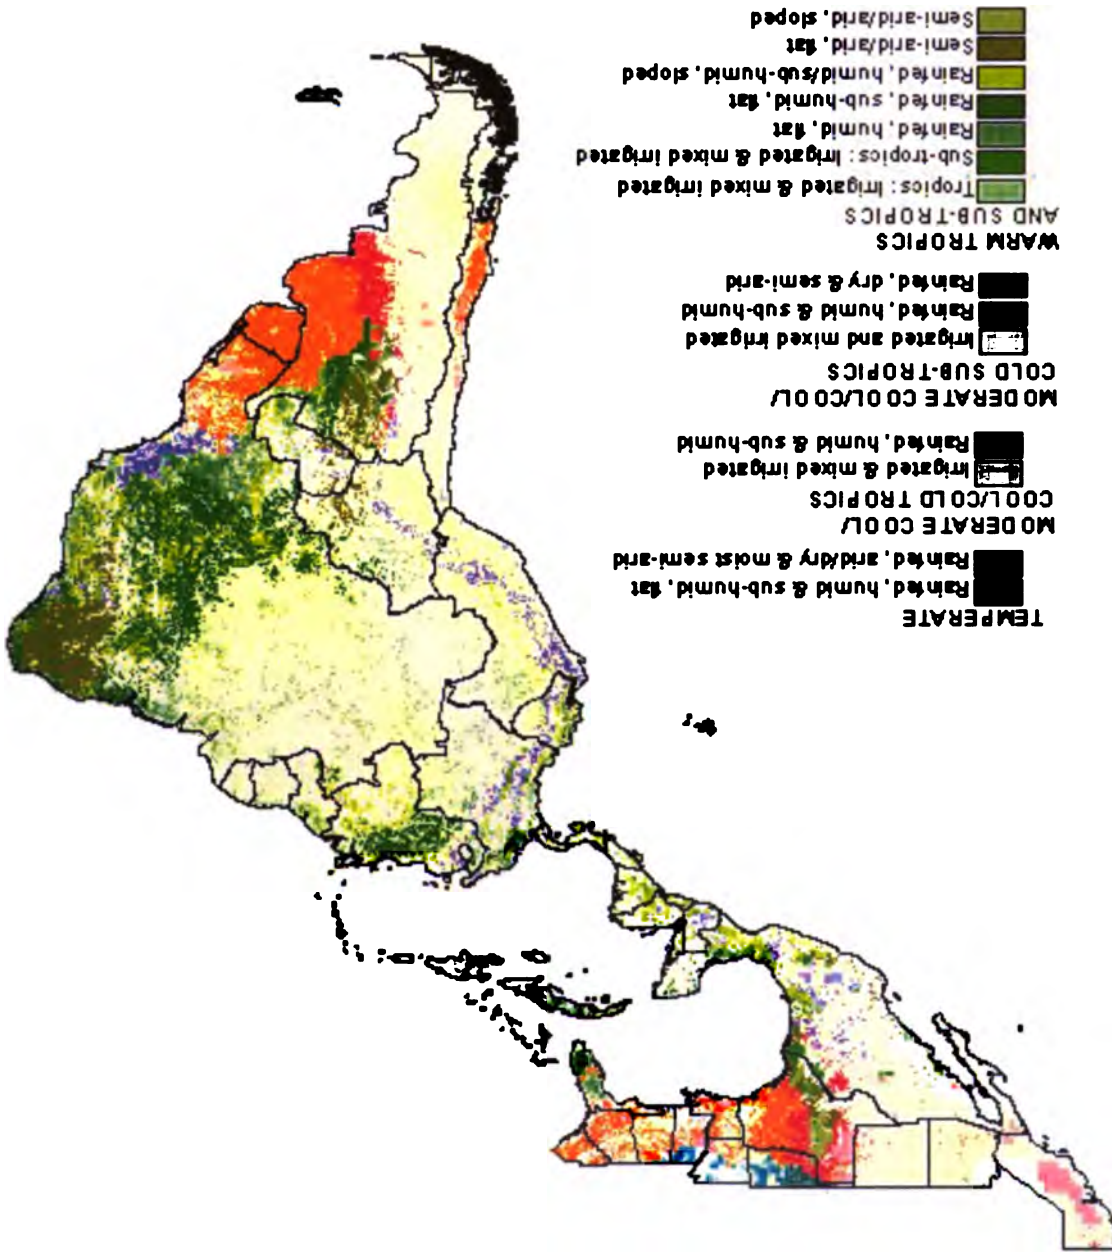 TEMPERATE
Rainfed, humid & sub-humid, flat
Rainfed, arid/dry & moist semi-arid
MODERATE COOL/
COOL/COLD TROPICS
Irrigated & mixed irrigated
Rainfed, humid & sub-humid
MODERATE COOL/COOL/
COLD SUB-TROPICS
Irrigated and mixed irrigated
Rainfed, humid & sub-humid
Rainfed, dry & semi-arid
WARM TROPICS
AND SUB-TROPICS
Tropics: Irrigated & mixed irrigated
Sub-tropics: Irrigated & mixed irrigated
Rainfed, humid, flat
Rainfed, sub-humid, flat
Rainfed, humid/sub-humid, sloped
Semi-arid/arid, flat
Semi-arid/arid, sloped